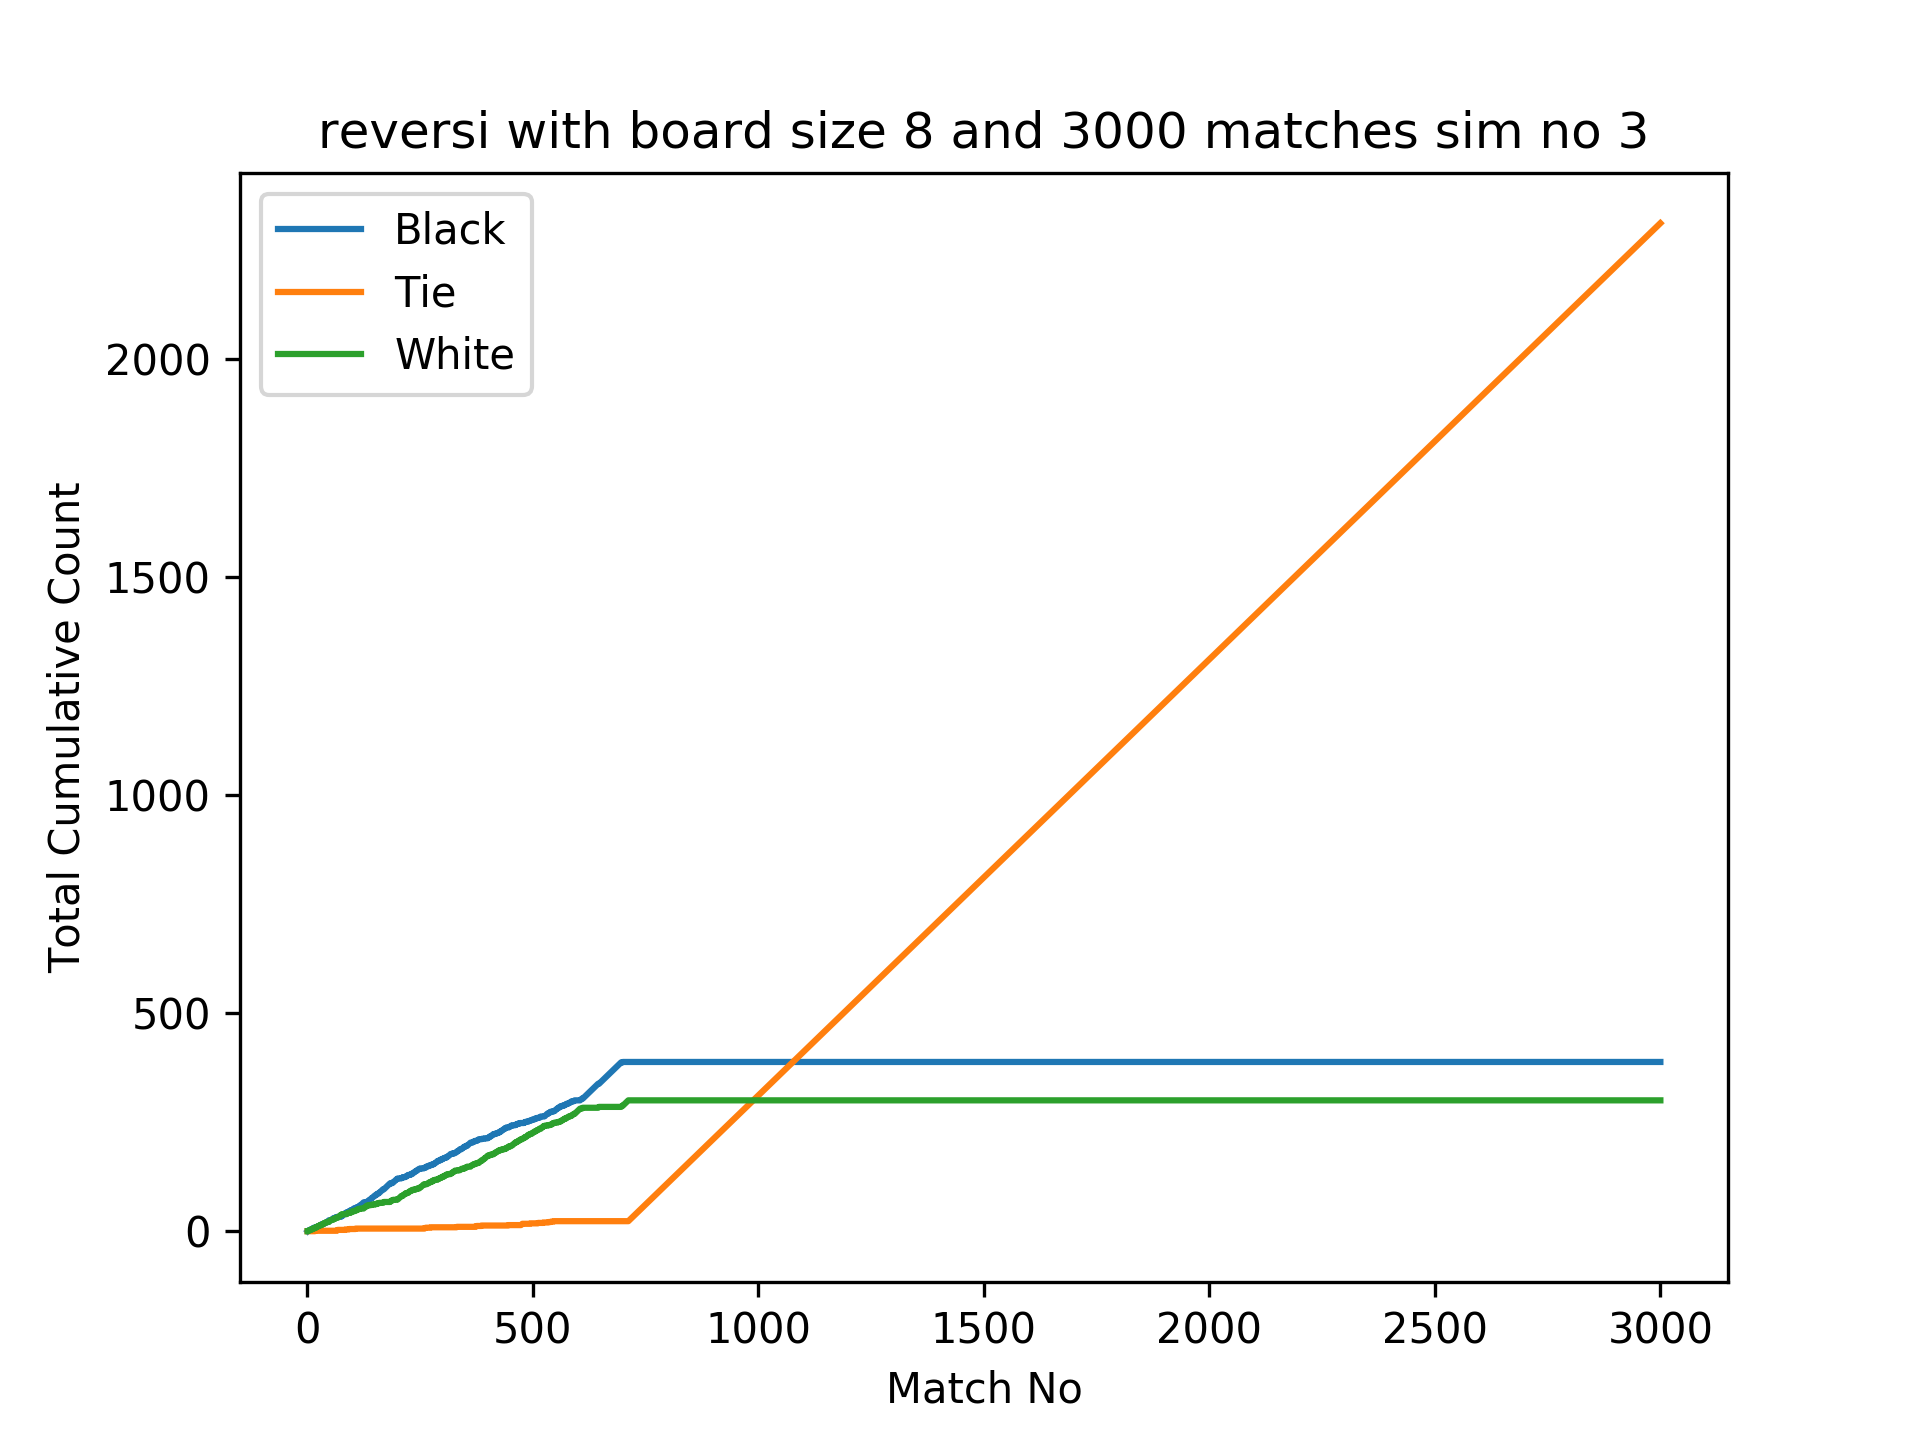 reversi with board size 8 and 3000 matches sim no 3
Black
Tie
White
Total Cumulative Count
2000
1500
1000
500
0
0 500 1000 1500 2000 2500 3000
Match No